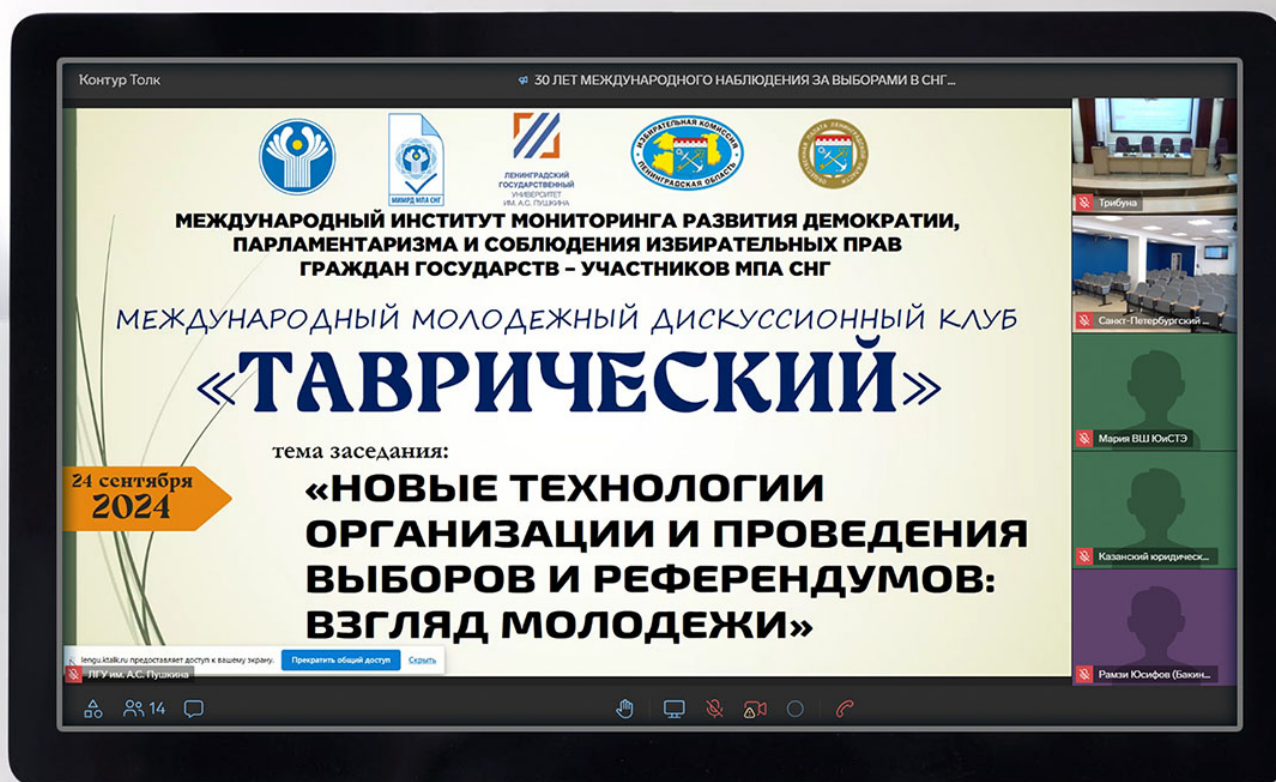 Контур Толк
30 ЛЕТ МЕЖДУНАРОДНОГО НАБЛЮДЕНИЯ ЗА ВЫБОРАМИ В СНГ...
МИМРД МПА СНГ
ЛЕНИНГРАДСКИЙ
ГОСУДАРСТВЕННЫЙ
УНИВЕРСИТЕТ
ИМ. А.С. ПУШКИНА
ИЗБИРАТЕЛЬНАЯ КОМИССИЯ
ЛЕНИНГРАДСКАЯ ОБЛАСТЬ
ОБЩЕСТВЕННАЯ ПАЛАТА ЛЕНИНГРАДСКОЙ ОБЛАСТИ
МЕЖДУНАРОДНЫЙ ИНСТИТУТ МОНИТОРИНГА РАЗВИТИЯ ДЕМОКРАТИИ,
ПАРЛАМЕНТАРИЗМА И СОБЛЮДЕНИЯ ИЗБИРАТЕЛЬНЫХ ПРАВ
ГРАЖДАН ГОСУДАРСТВ – УЧАСТНИКОВ МПА СНГ
МЕЖДУНАРОДНЫЙ МОЛОДЕЖНЫЙ ДИСКУССИОННЫЙ КЛУБ
«ТАВРИЧЕСКИЙ»
тема заседания:
24 сентября
2024
«НОВЫЕ ТЕХНОЛОГИИ
ОРГАНИЗАЦИИ И ПРОВЕДЕНИЯ
ВЫБОРОВ И РЕФЕРЕНДУМОВ:
ВЗГЛЯД МОЛОДЕЖИ»
lengu.ktalk.ru предоставляет доступ к вашему экрану.
Прекратить общий доступ
Скрыть
ЛГУ им. А.С. Пушкина
Трибуна
Санкт-Петербургский ...
Мария ВШ ЮиСТЭ
Казанский юридическ...
Рамзи Юсифов (Бакин...
14